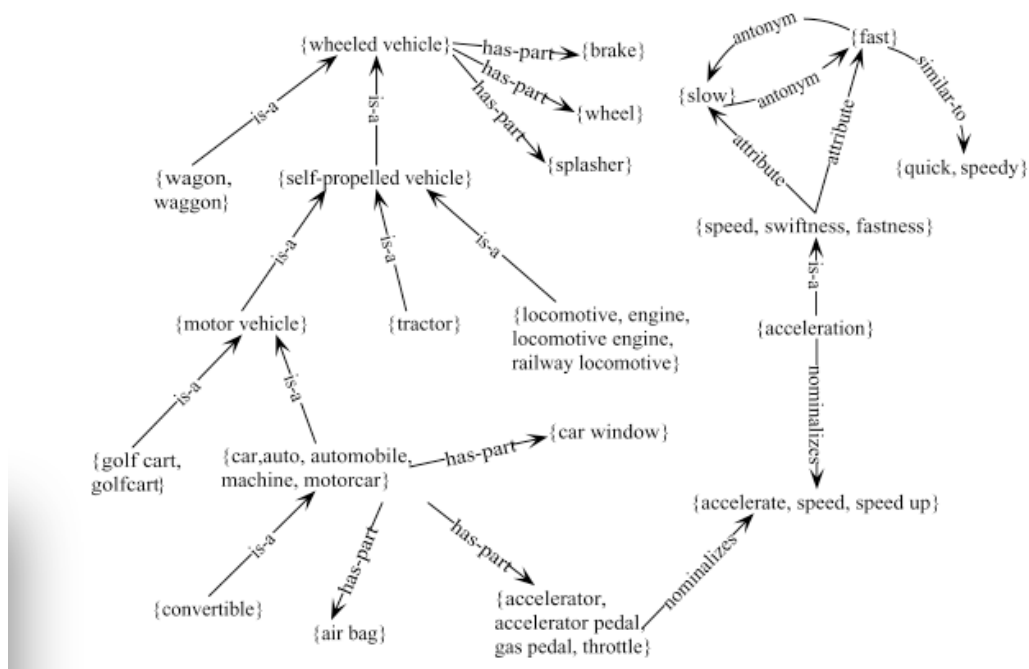 {wheeled vehicle}
has-part
{brake}
has-part
{wheel}
has-part
{splasher}
is-a
is-a
{wagon,
waggon}
{self-propelled vehicle}
is-a
is-a
is-a
{motor vehicle}
{tractor}
{locomotive, engine,
locomotive engine,
railway locomotive}
is-a
is-a
{golf cart,
golfcart}
{car,auto, automobile,
machine, motorcar}
has-part
{car window}
is-a
has-part
has-part
{convertible}
{air bag}
{accelerator,
accelerator pedal,
gas pedal, throttle}
nominalizes
antonym
{fast}
{slow}
antonym
similar-to
attribute
attribute
{quick, speedy}
{speed, swiftness, fastness}
is-a
{acceleration}
nominalizes
{accelerate, speed, speed up}